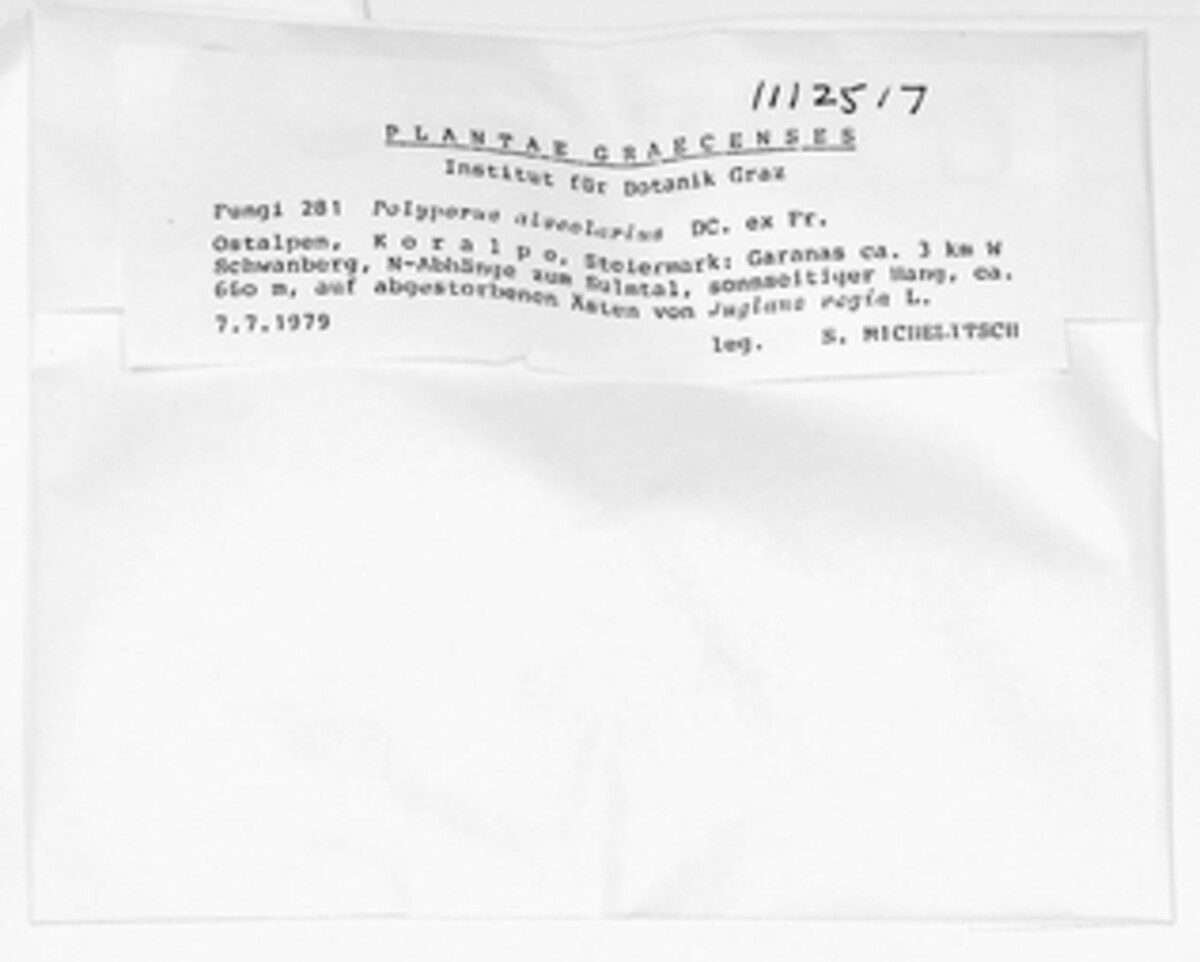 1112517
PLANTAE GRAECENSES
Institut für Botanik Graz
Fungi 281 Polyporus alveolarius DC. ex Fr.
Ostalpen, Koralpe, Steiermark: Garanas ca. 3 km W
Schwanberg, N-Abhänge zum Sulmtal, sonnseitiger Hang, ca.
660 m, auf abgestorbenen Ästen von Juglans regia L.
7.7.1979
leg. S. MICHELITSCH